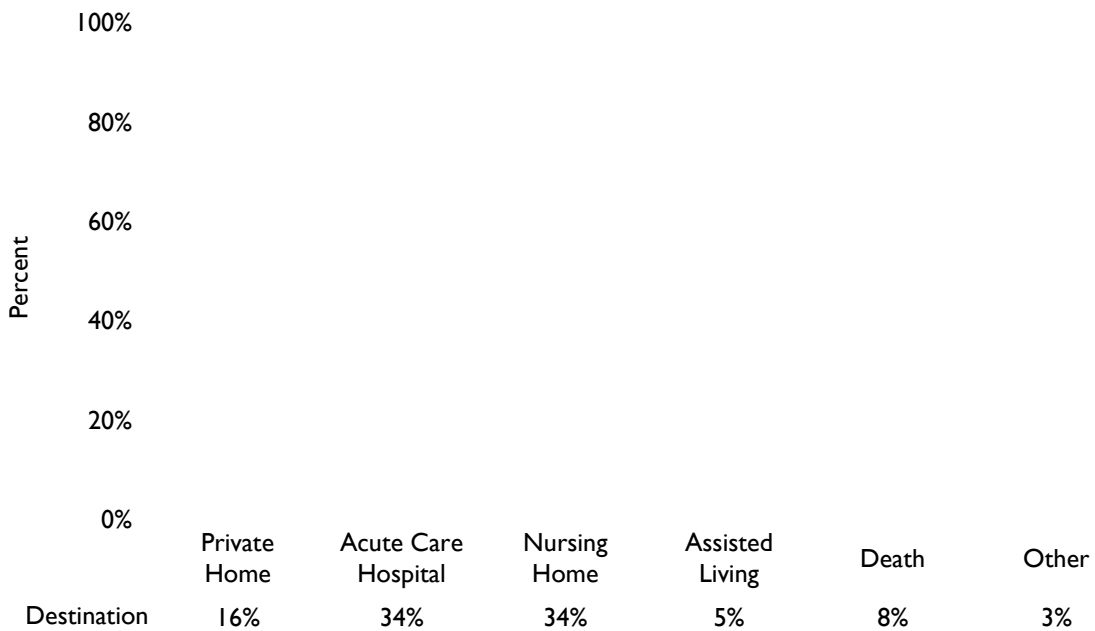 100%
80%
60%
40%
20%
0%
Percent
Private Home
Acute Care Hospital
Nursing Home
Assisted Living
Death
Other
Destination 16% 34% 34% 5% 8% 3%